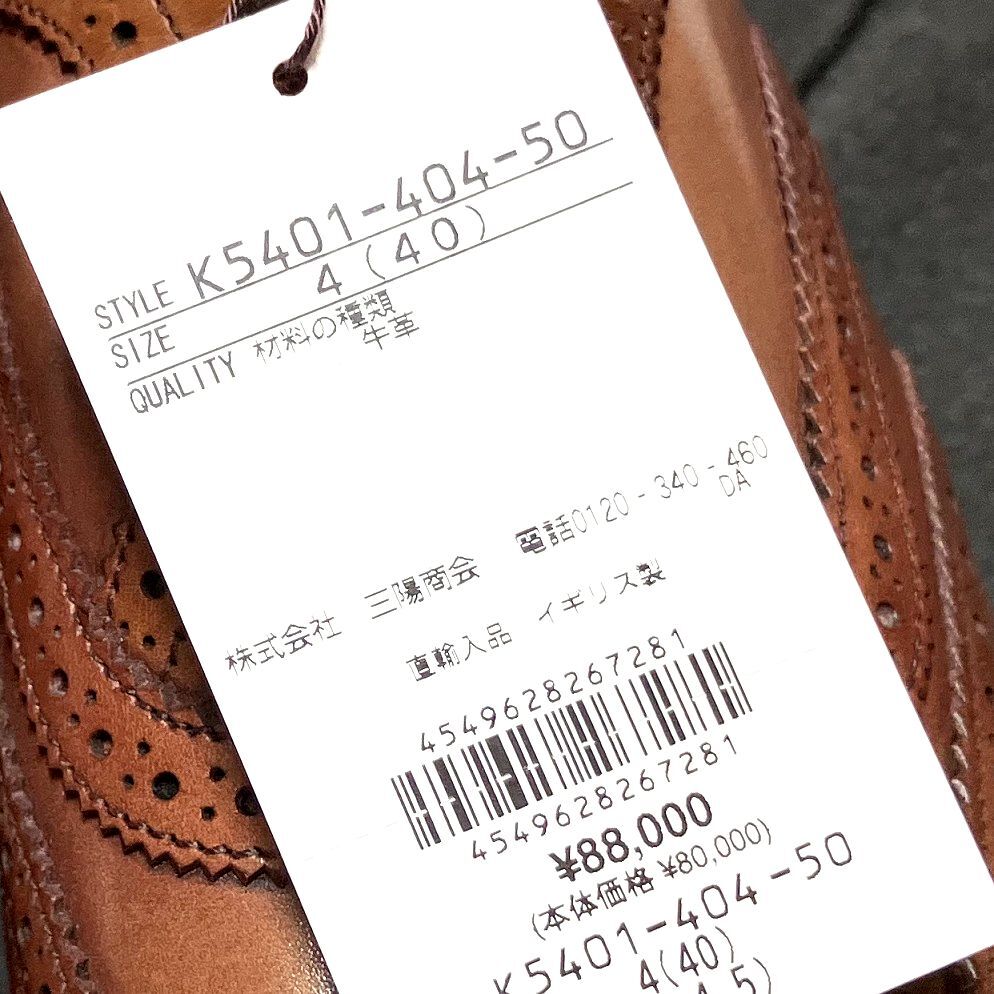 STYLE K5401-404-50
SIZE 4(40)
QUALITY 材料の種類
牛革
電話0120-340-460
DA
株式会社 三陽商会
直輸入品 イギリス製
4549628267281
4549628267281
¥88,000
(本体価格 ¥80,000)
K5401-404-50
4(40)